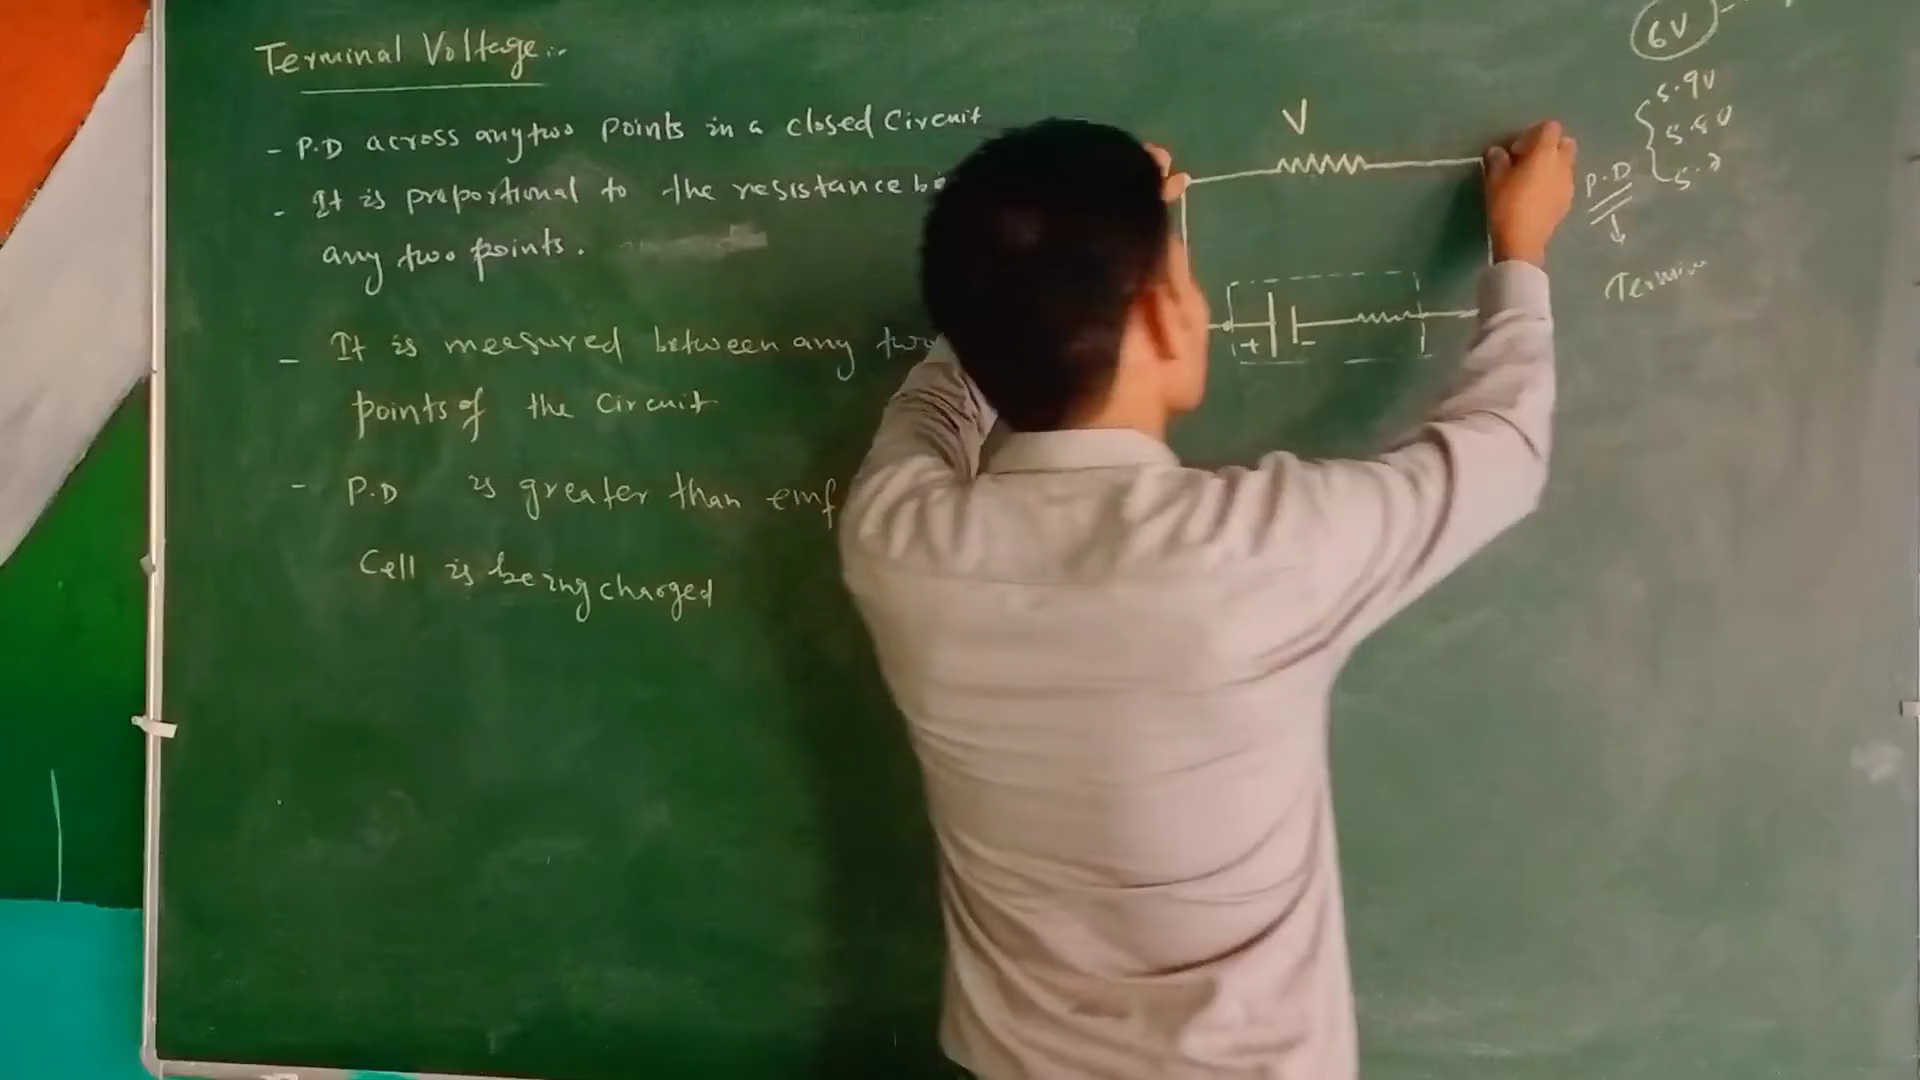 Terminal Voltage:-
- P.D across any two points in a closed Circuit
- It is proportional to the resistance
any two points.
- It is measured between any two
points of the Circuit
- P.D is greater than emf
Cell is being charged
V
+ -
6V
5.9V
P.D